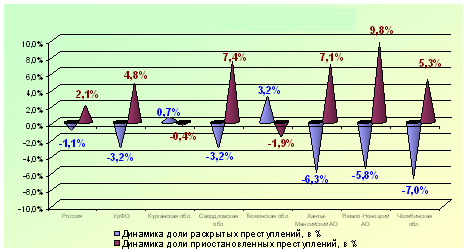 9,8%
10,0%
8,0%
6,0%
4,0%
2,0%
0,0%
-2,0%
-4,0%
-6,0%
-8,0%
-10,0%
2,1%
4,8%
0,7%
7,4%
3,2%
7,1%
5,3%
-1,1%
-3,2%
-0,4%
-3,2%
-1,9%
-6,3%
-5,8%
-7,0%
Россия
УрФО
Курганская обл.
Свердловская
обл.
Тюменская обл.
Ханты-
Мансийский АО
Ямало-Ненецкий
АО
Челябинская
обл.
Динамика доли раскрытых преступлений, в %
Динамика доли приостановленных преступлений, в %